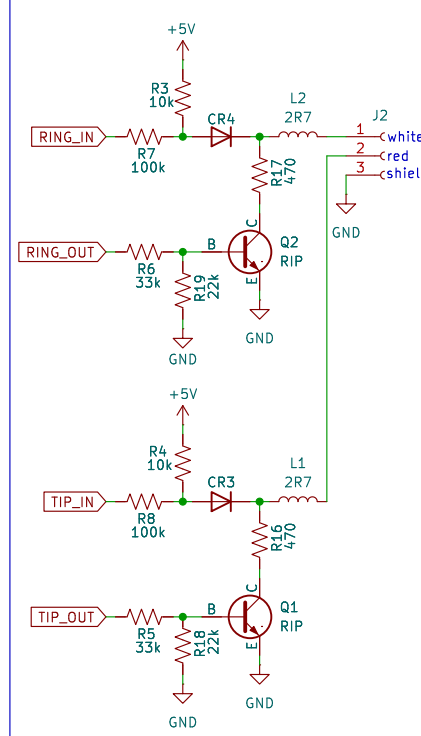 +5V
R3
10k
L2
2R7
CR4
J2
RING_IN
R7
100k
1
white
2
red
3
shiel
R17
470
GND
C
RING_OUT
B
Q2
RIP
R6
33k
R19
22k
E
GND
GND
+5V
R4
10k
L1
2R7
CR3
TIP_IN
R8
100k
R16
470
C
TIP_OUT
B
Q1
RIP
R5
33k
R18
22k
E
GND
GND